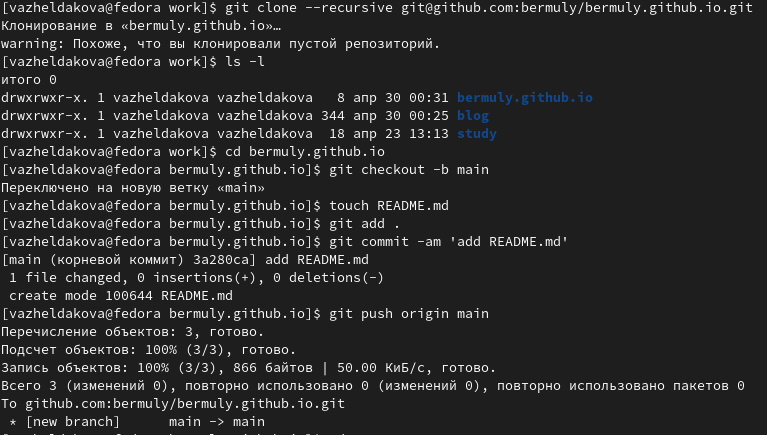 [vazheldakova@fedora work]$ git clone --recursive git@github.com:bermuly/bermuly.github.io.git
Клонирование в «bermuly.github.io»…
warning: Похоже, что вы клонировали пустой репозиторий.
[vazheldakova@fedora work]$ ls -l
итого 0
drwxrwxr-x. 1 vazheldakova vazheldakova   8 апр 30 00:31 bermuly.github.io
drwxrwxr-x. 1 vazheldakova vazheldakova 344 апр 30 00:25 blog
drwxrwxr-x. 1 vazheldakova vazheldakova  18 апр 23 13:13 study
[vazheldakova@fedora work]$ cd bermuly.github.io
[vazheldakova@fedora bermuly.github.io]$ git checkout -b main
Переключено на новую ветку «main»
[vazheldakova@fedora bermuly.github.io]$ touch README.md
[vazheldakova@fedora bermuly.github.io]$ git add .
[vazheldakova@fedora bermuly.github.io]$ git commit -am 'add README.md'
[main (корневой коммит) 3a280ca] add README.md
 1 file changed, 0 insertions(+), 0 deletions(-)
 create mode 100644 README.md
[vazheldakova@fedora bermuly.github.io]$ git push origin main
Перечисление объектов: 3, готово.
Подсчет объектов: 100% (3/3), готово.
Запись объектов: 100% (3/3), 866 байтов | 50.00 КиБ/с, готово.
Всего 3 (изменений 0), повторно использовано 0 (изменений 0), повторно использовано пакетов 0
To github.com:bermuly/bermuly.github.io.git
 * [new branch]      main -> main